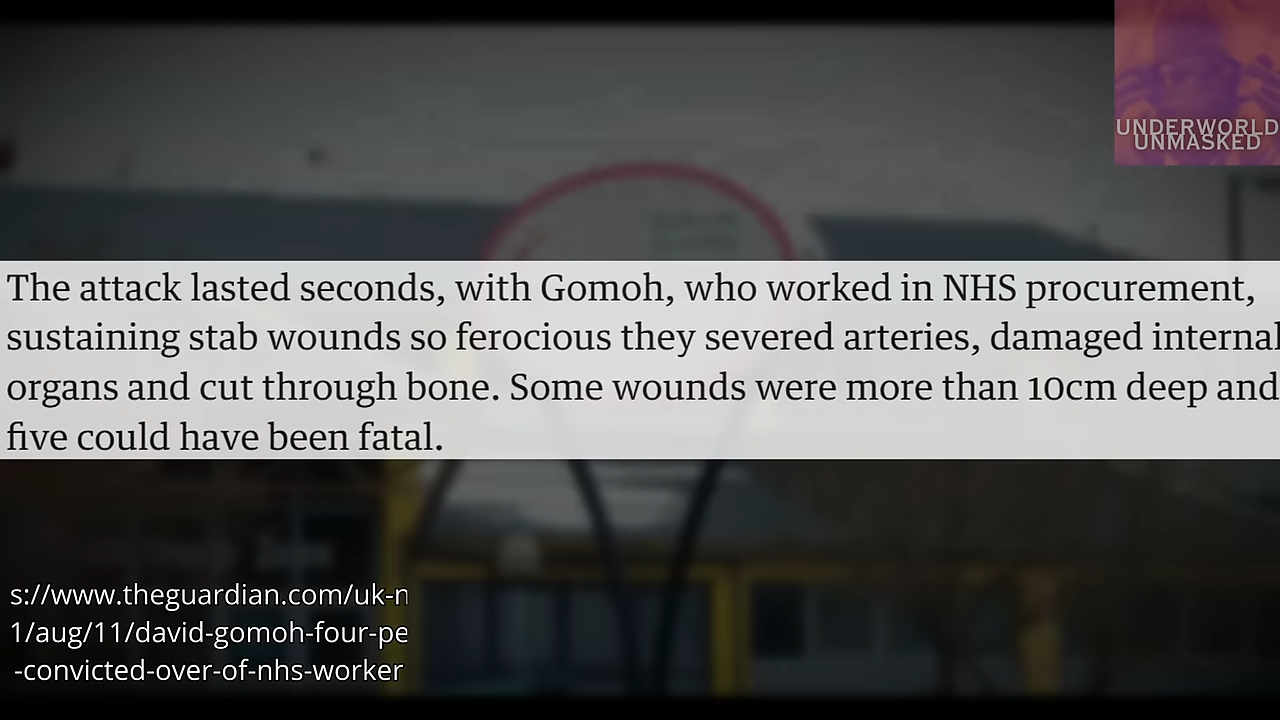 UNDERWORLD
UNMASKED
The attack lasted seconds, with Gomoh, who worked in NHS procurement,
sustaining stab wounds so ferocious they severed arteries, damaged internal
organs and cut through bone. Some wounds were more than 10cm deep and
five could have been fatal.
s://www.theguardian.com/uk-n
1/aug/11/david-gomoh-four-pe
-convicted-over-of-nhs-worker